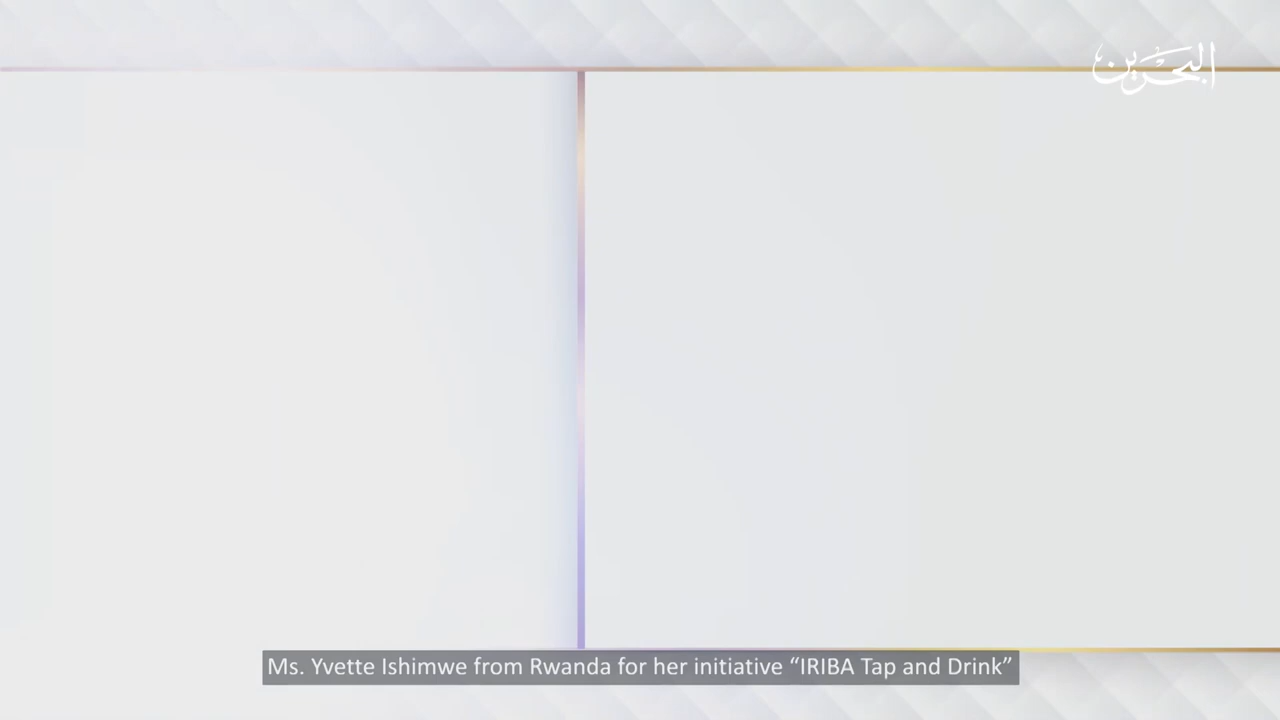 البحرين
Ms. Yvette Ishimwe from Rwanda for her initiative “IRIBA Tap and Drink”